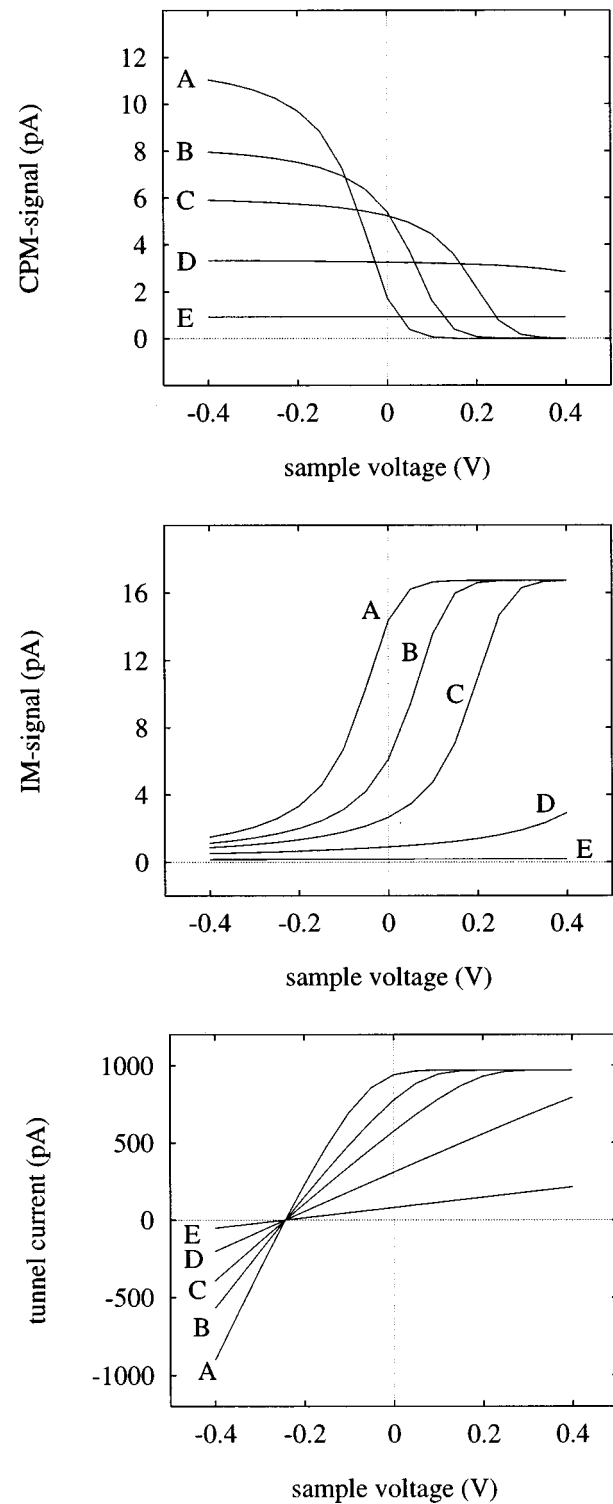 12
10
8
6
4
2
0
A
B
C
D
E
CPM-signal (pA)
-0.4 -0.2 0 0.2 0.4
sample voltage (V)
16
12
8
4
0
A
B
C
D
E
IM-signal (pA)
-0.4 -0.2 0 0.2 0.4
sample voltage (V)
1000
500
0
-500
-1000
E
D
C
B
A
tunnel current (pA)
-0.4 -0.2 0 0.2 0.4
sample voltage (V)